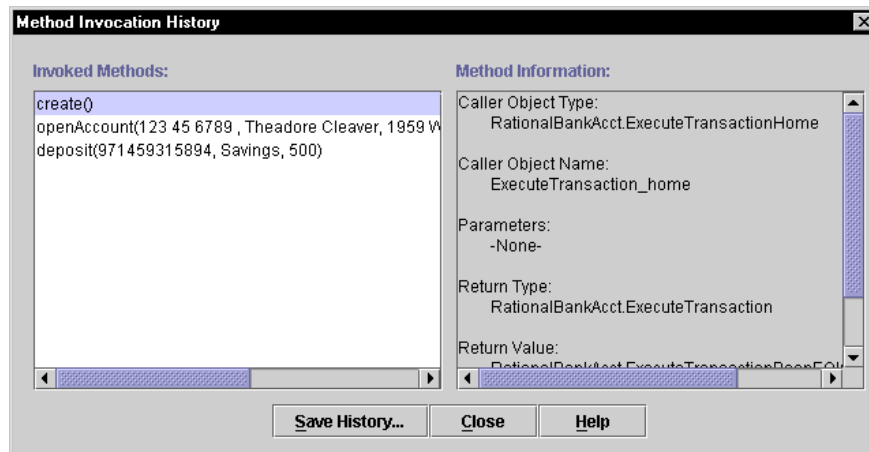 Method Invocation History
Invoked Methods:
create()
openAccount(123 45 6789 , Theadore Cleaver, 1959 W
deposit(971459315894, Savings, 500)
Method Information:
Caller Object Type:
RationalBankAcct.ExecuteTransactionHome
Caller Object Name:
ExecuteTransaction_home
Parameters:
-None-
Return Type:
RationalBankAcct.ExecuteTransaction
Return Value:
Save History...
Close
Help